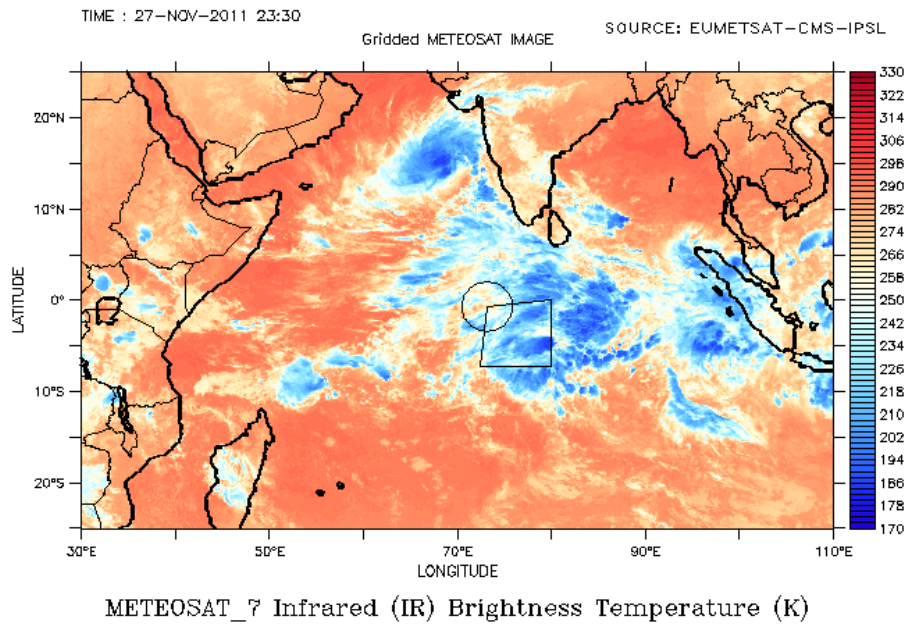 TIME : 27-NOV-2011 23:30
SOURCE: EUMETSAT-CMS-IPSL
Gridded METEOSAT IMAGE
330
322
314
306
298
290
282
274
266
258
250
242
234
226
218
210
202
194
186
178
170
20°N
10°N
0°
10°S
20°S
LATITUDE
30°E
50°E
70°E
90°E
110°E
LONGITUDE
METEOSAT_7 Infrared (IR) Brightness Temperature (K)